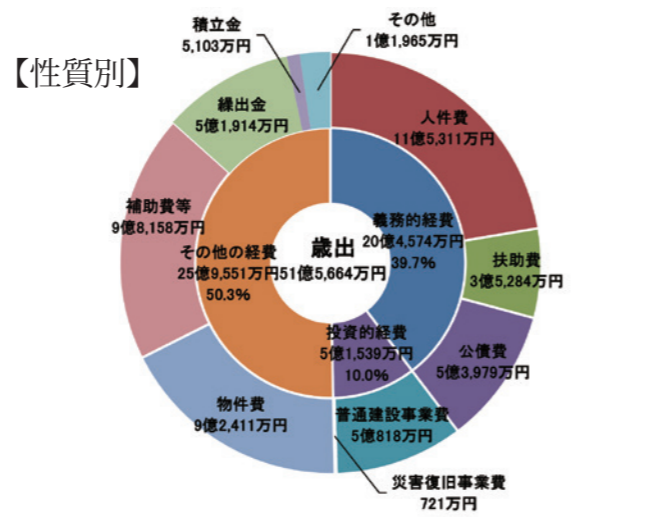 【性質別】
積立金
5,103万円
その他
1億1,965万円
繰出金
5億1,914万円
人件費
11億5,311万円
補助費等
9億8,158万円
義務的経費
20億4,574万円
39.7%
その他の経費
25億9,551万円
50.3%
歳出
51億5,664万円
扶助費
3億5,284万円
投資的経費
5億1,539万円
10.0%
公債費
5億3,979万円
物件費
9億2,411万円
普通建設事業費
5億818万円
災害復旧事業費
721万円